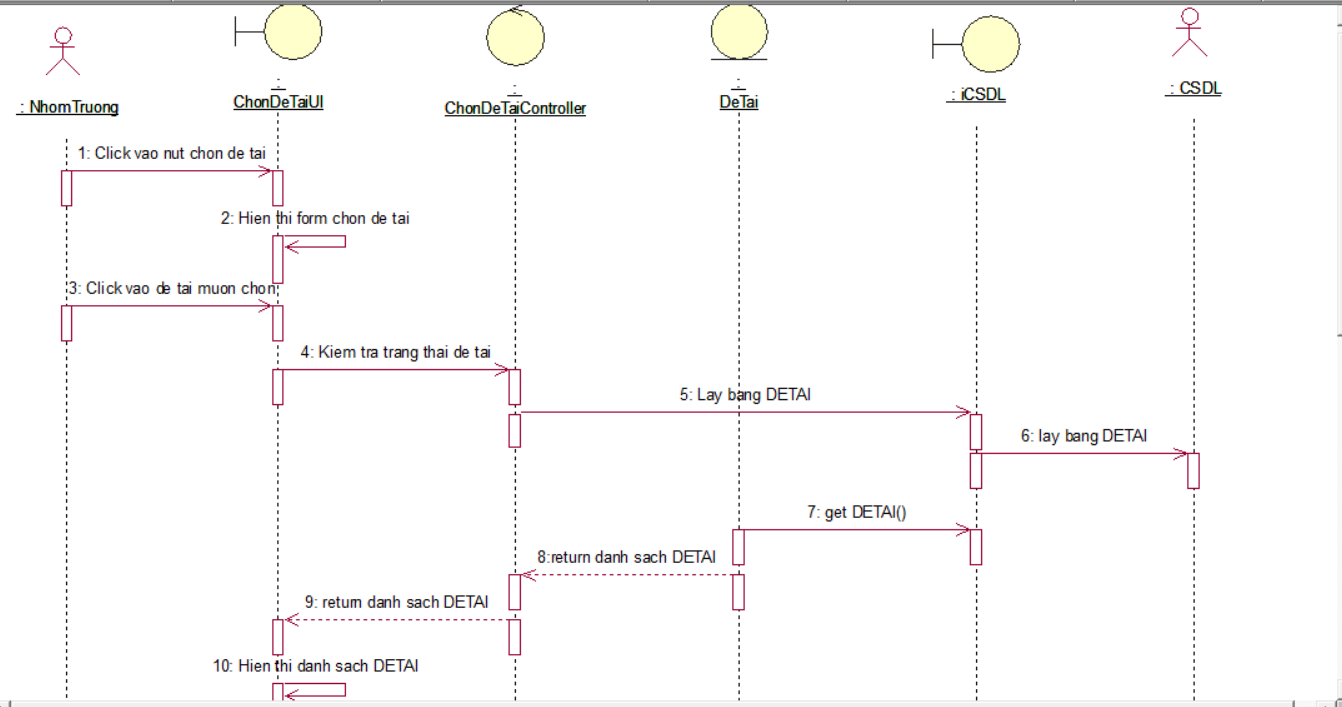 : NhomTruong
:
ChonDeTaiUI
:
ChonDeTaiController
:
DeTai
: iCSDL
: CSDL
1: Click vao nut chon de tai
2: Hien thi form chon de tai
3: Click vao de tai muon chon
4: Kiem tra trang thai de tai
5: Lay bang DETAI
6: lay bang DETAI
7: get DETAI()
8:return danh sach DETAI
9: return danh sach DETAI
10: Hien thi danh sach DETAI